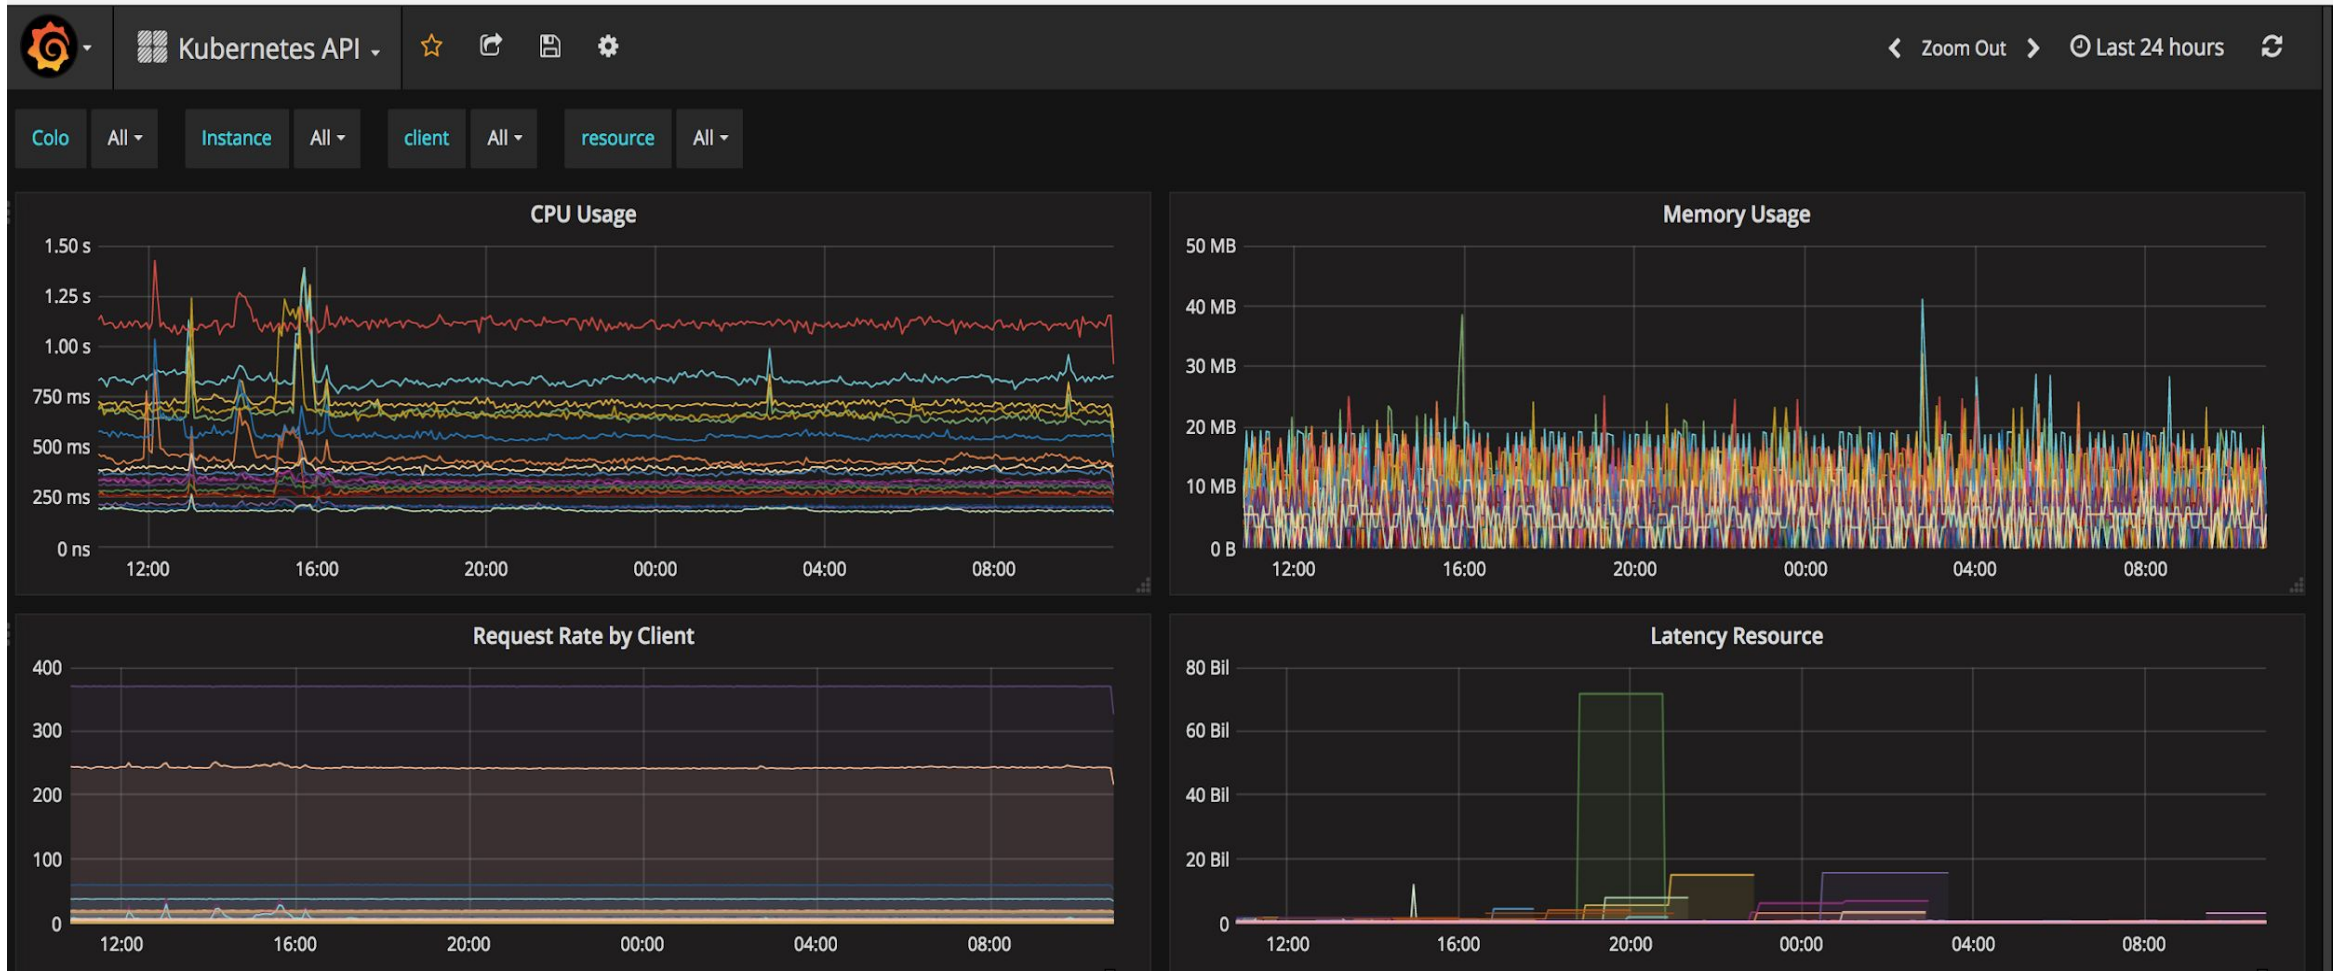 Kubernetes API
Zoom Out
Last 24 hours
Colo All Instance All client All resource All
CPU Usage
1.50 s
1.25 s
1.00 s
750 ms
500 ms
250 ms
0 ns
12:00 16:00 20:00 00:00 04:00 08:00
Memory Usage
50 MB
40 MB
30 MB
20 MB
10 MB
0 B
12:00 16:00 20:00 00:00 04:00 08:00
Request Rate by Client
400
300
200
100
0
12:00 16:00 20:00 00:00 04:00 08:00
Latency Resource
80 Bil
60 Bil
40 Bil
20 Bil
0
12:00 16:00 20:00 00:00 04:00 08:00